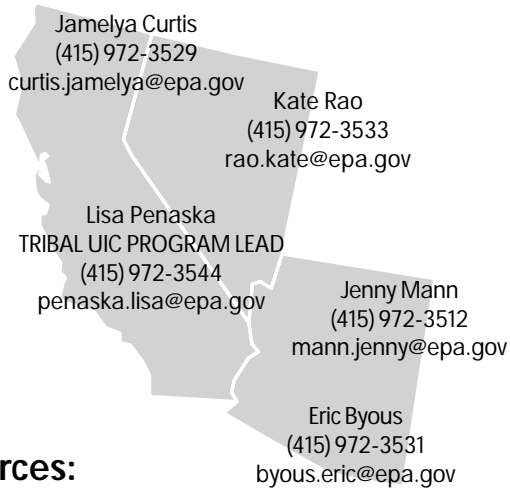 Jamelya Curtis
(415) 972-3529
curtis.jamelya@epa.gov
Kate Rao
(415) 972-3533
rao.kate@epa.gov
Lisa Penaska
TRIBAL UIC PROGRAM LEAD
(415) 972-3544
penaska.lisa@epa.gov
Jenny Mann
(415) 972-3512
mann.jenny@epa.gov
Eric Byous
(415) 972-3531
byous.eric@epa.gov
rces: